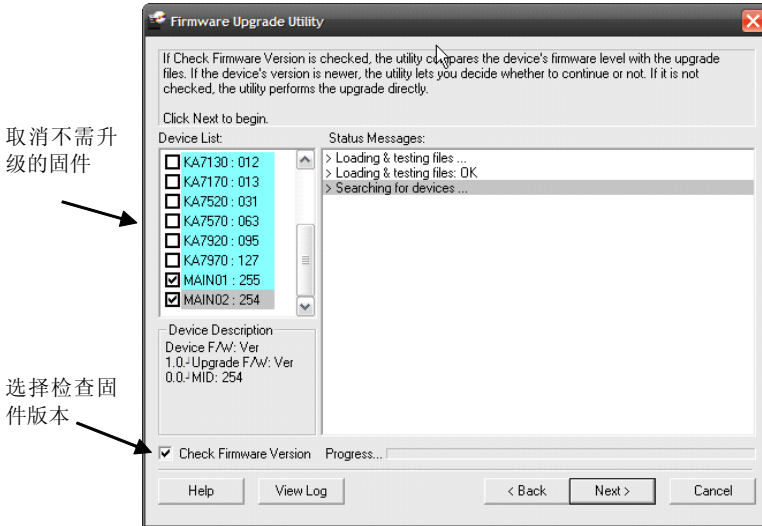 Firmware Upgrade Utility
If Check Firmware Version is checked, the utility compares the device's firmware level with the upgrade
files. If the device's version is newer, the utility lets you decide whether to continue or not. If it is not
checked, the utility performs the upgrade directly.
Click Next to begin.
取消不需升
级的固件
Device List:
KA7130 : 012
KA7170 : 013
KA7520 : 031
KA7570 : 063
KA7920 : 095
KA7970 : 127
MAIN01 : 255
MAIN02 : 254
Status Messages:
> Loading & testing files ...
> Loading & testing files: OK
> Searching for devices ...
Device Description
Device F/W: Ver
1.0.┘Upgrade F/W: Ver
0.0.┘MID: 254
选择检查固
件版本
Check Firmware Version
Progress...
Help
View Log
< Back
Next >
Cancel